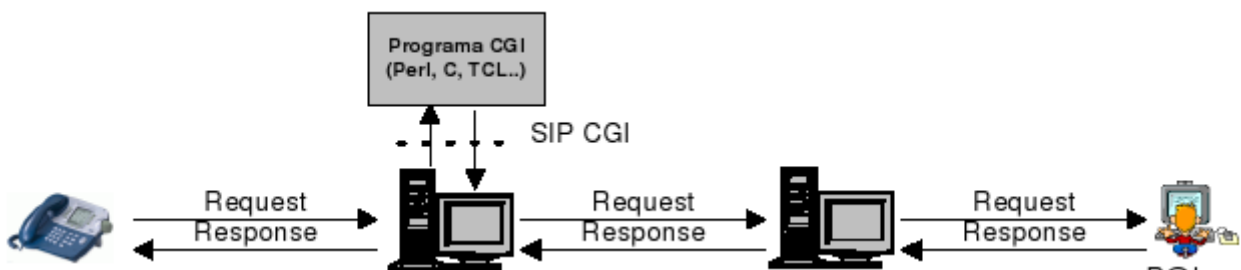 Programa CGI
(Perl, C, TCL..)
SIP CGI
Request
Response
Request
Response
Request
Response